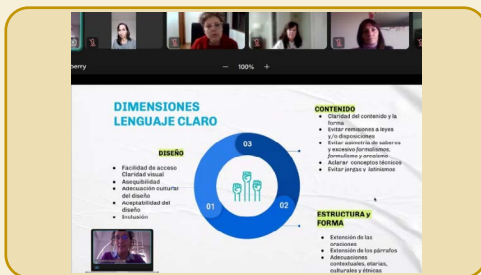 berry
− 100% +
DIMENSIONES
LENGUAJE CLARO
DISEÑO
• Facilidad de acceso
Claridad visual
• Asequibilidad
• Adecuación cultural
del diseño
• Aceptabilidad del
diseño
• Inclusión
03
01
02
CONTENIDO
• Claridad del contenido y la
forma
• Evitar remisiones a leyes
y/o disposiciones
• Evitar asimetría de saberes
y excesivo formalismos,
formulismo y arcaísmo
• Aclarar conceptos técnicos
• Evitar jergas y latinismos
ESTRUCTURA y
FORMA
• Extensión de las
oraciones
• Extensión de los párrafos
• Adecuaciones
contextuales, etarias,
culturales y étnicas